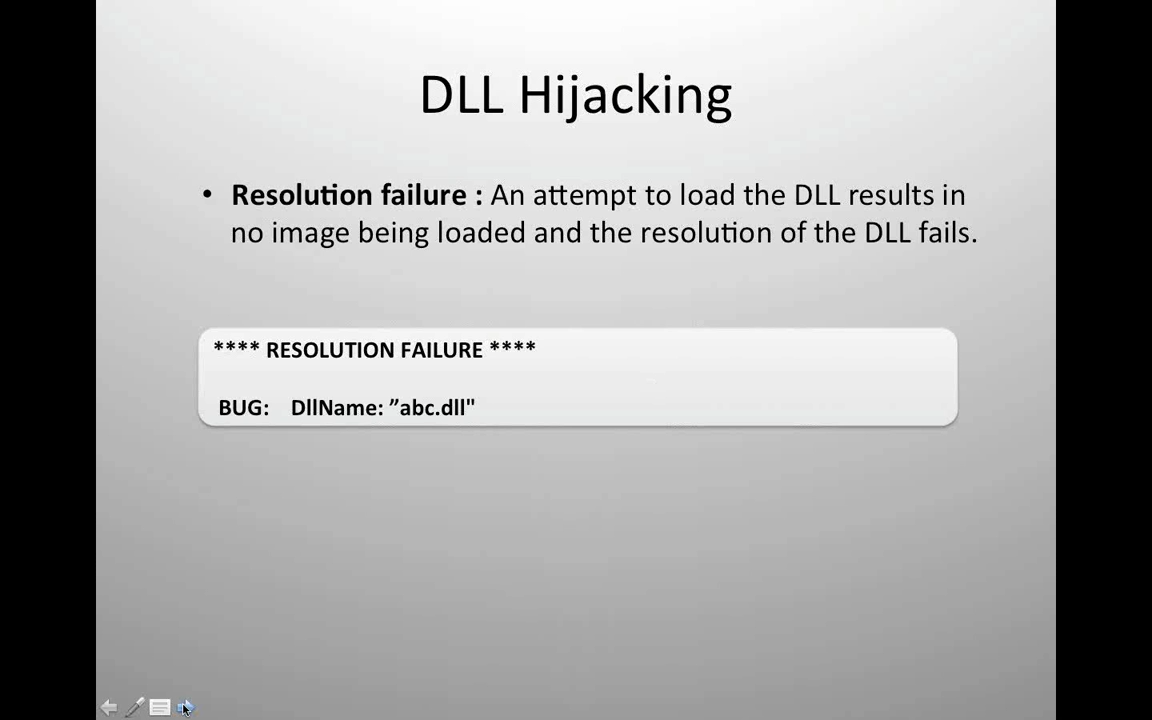 DLL Hijacking
• Resolution failure : An attempt to load the DLL results in
no image being loaded and the resolution of the DLL fails.
**** RESOLUTION FAILURE ****
BUG: DllName: ”abc.dll"